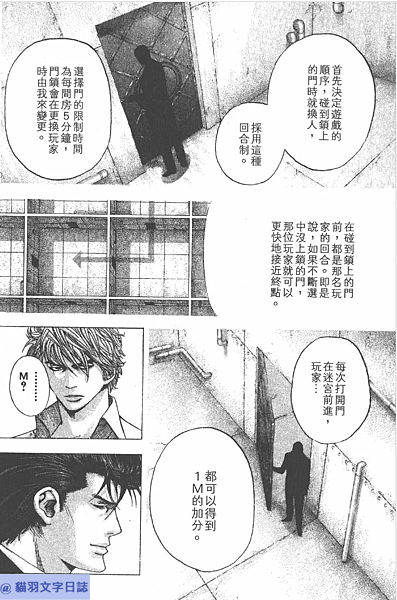 首先決定遊戲的
順序,碰到鎖上
的門時就換人,
採用這種
回合制。
選擇門的限制時間
為每間房5分鐘,
門鎖會在更換玩家
時由我來變更。
在碰到鎖上的門
前,都是那名玩
家的回合。即是
說,如果不斷選
中沒上鎖的門,
那位玩家就可以
更快地接近終點。
每次打開門
在迷宮前進,
玩家…
都可以得到
1M的加分。
………
M?
@ 貓羽文字日誌